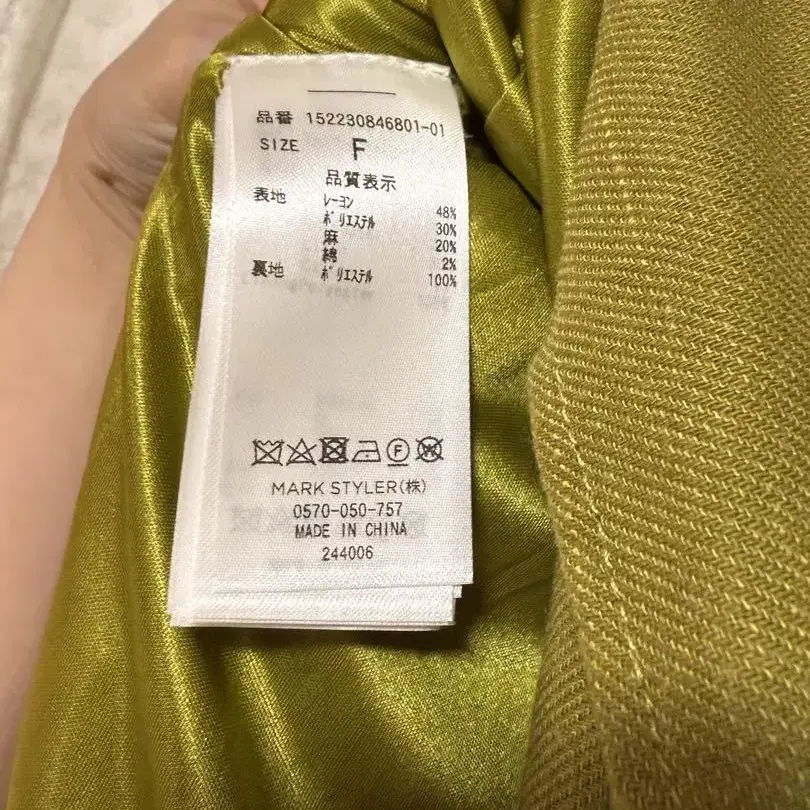 品番 152230846801-01
SIZE F
品質表示
表地 レーヨン 48%
ポリエステル 30%
麻 20%
綿 2%
裏地 ポリエステル 100%
MARK STYLER(株)
0570-050-757
MADE IN CHINA
244006